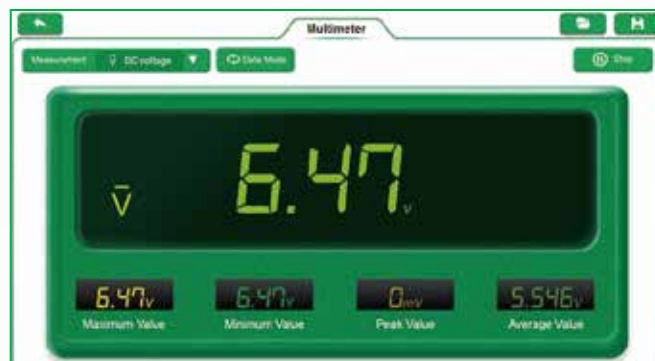 Multimeter
Measurement DC voltage ▼ Data Mode Stop
V̅ 6.47 v
6.47v 6.47v 0mv 5.546v
Maximum Value Minimum Value Peak Value Average Value